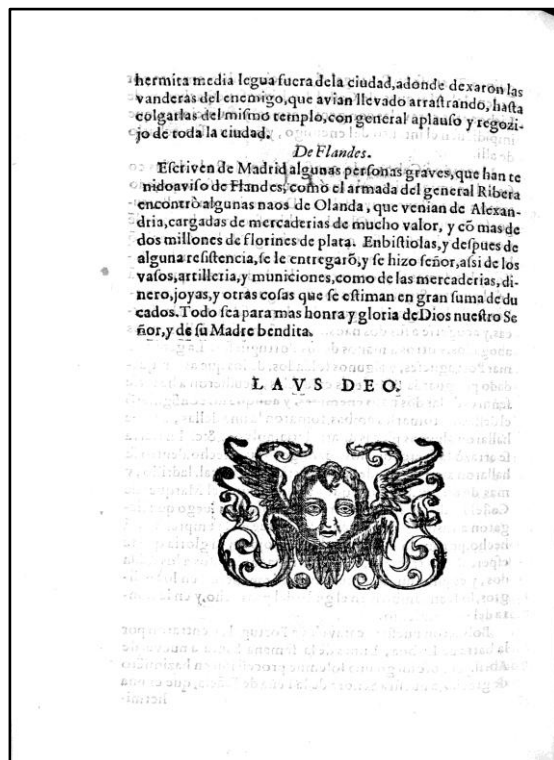 hermita media legua fuera dela ciudad,adonde dexaron las
vanderas del enemigo,que avian llevado arrastrando, hasta
colgarlas del mismo templo,con general aplauso y regozi-
jo de toda la ciudad.
De Flandes.
Escriven de Madrid algunas personas graves,que han te
nidoaviso de Flandes, como el armada del general Ribera
encontrò algunas naos de Olanda, que venian de Alexan-
dria,cargadas de mercaderias de mucho valor, y cō mas de
dos millones de florines de plata. Enbistiolas,y despues de
alguna resistencia,se le entregarō,y se hizo señor,assi de los
vasos,artilleria,y municiones,como de las mercaderias,di-
nero,joyas,y otras cosas que se estiman en gran suma de du
cados.Todo sea para mas honra y gloria de Dios nuestro Se
ñor,y de su Madre bendita.
LAVS DEO.